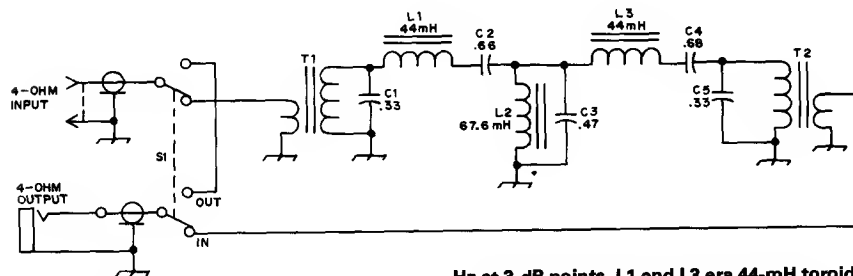 L1
44mH
C2
.66
L3
44mH
C4
.68
T1
T2
4-OHM
INPUT
C1
.33
L2
67.6 mH
C3
.47
C5
.33
S1
OUT
4-OHM
OUTPUT
IN
Hz at 3-dB points. L1 and L3 are 44-mH toroid